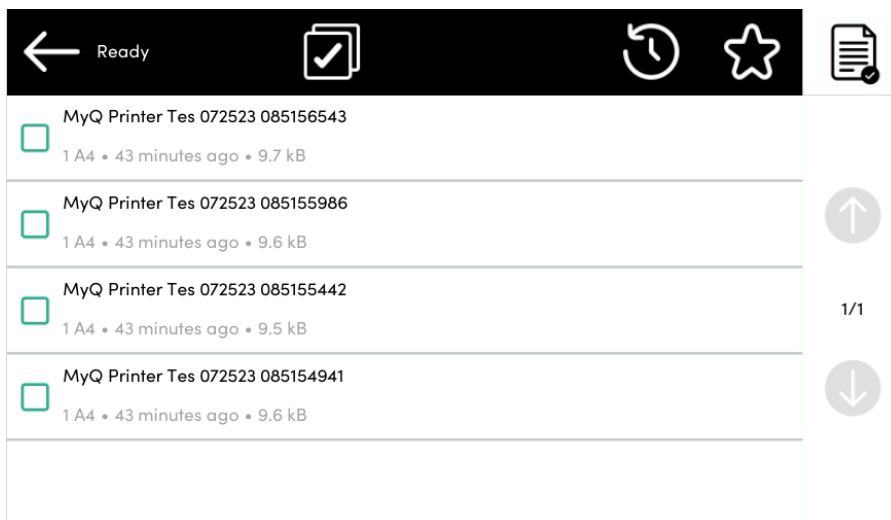 Ready
MyQ Printer Tes 072523 085156543
1 A4 • 43 minutes ago • 9.7 kB
MyQ Printer Tes 072523 085155986
1 A4 • 43 minutes ago • 9.6 kB
MyQ Printer Tes 072523 085155442
1 A4 • 43 minutes ago • 9.5 kB
MyQ Printer Tes 072523 085154941
1 A4 • 43 minutes ago • 9.6 kB
1/1